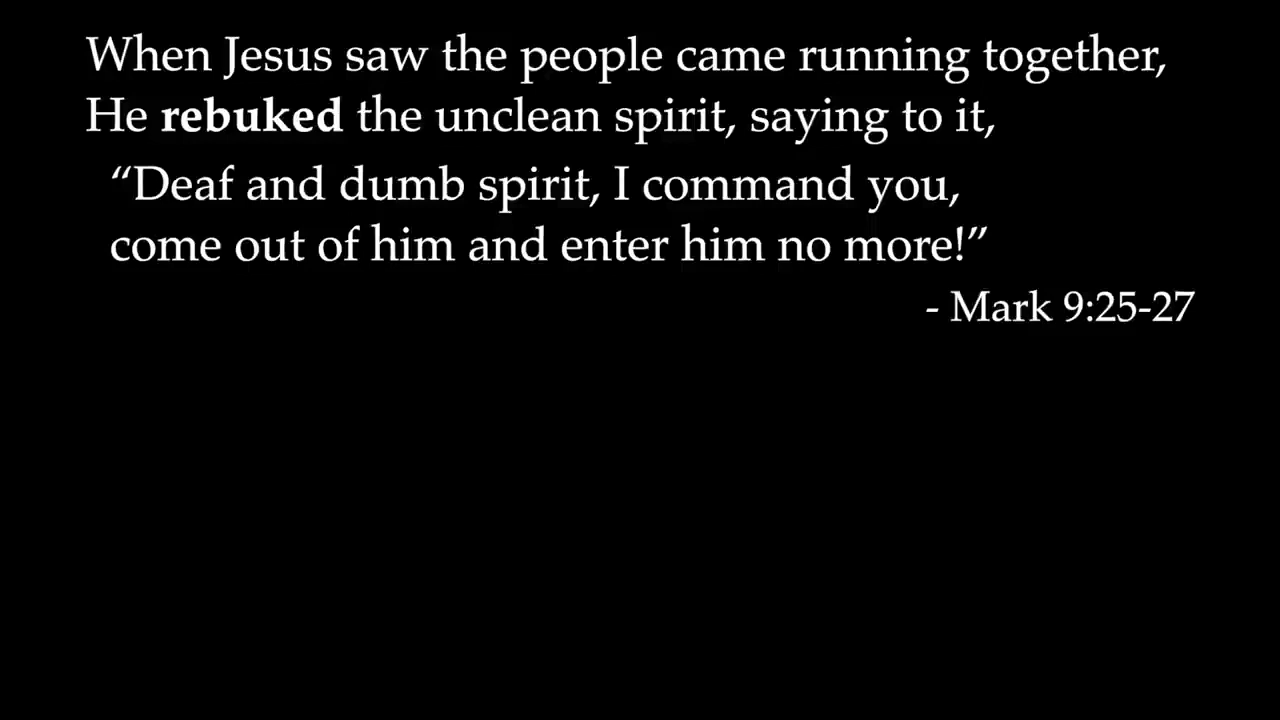 When Jesus saw the people came running together,
He rebuked the unclean spirit, saying to it,
“Deaf and dumb spirit, I command you,
come out of him and enter him no more!”
- Mark 9:25-27